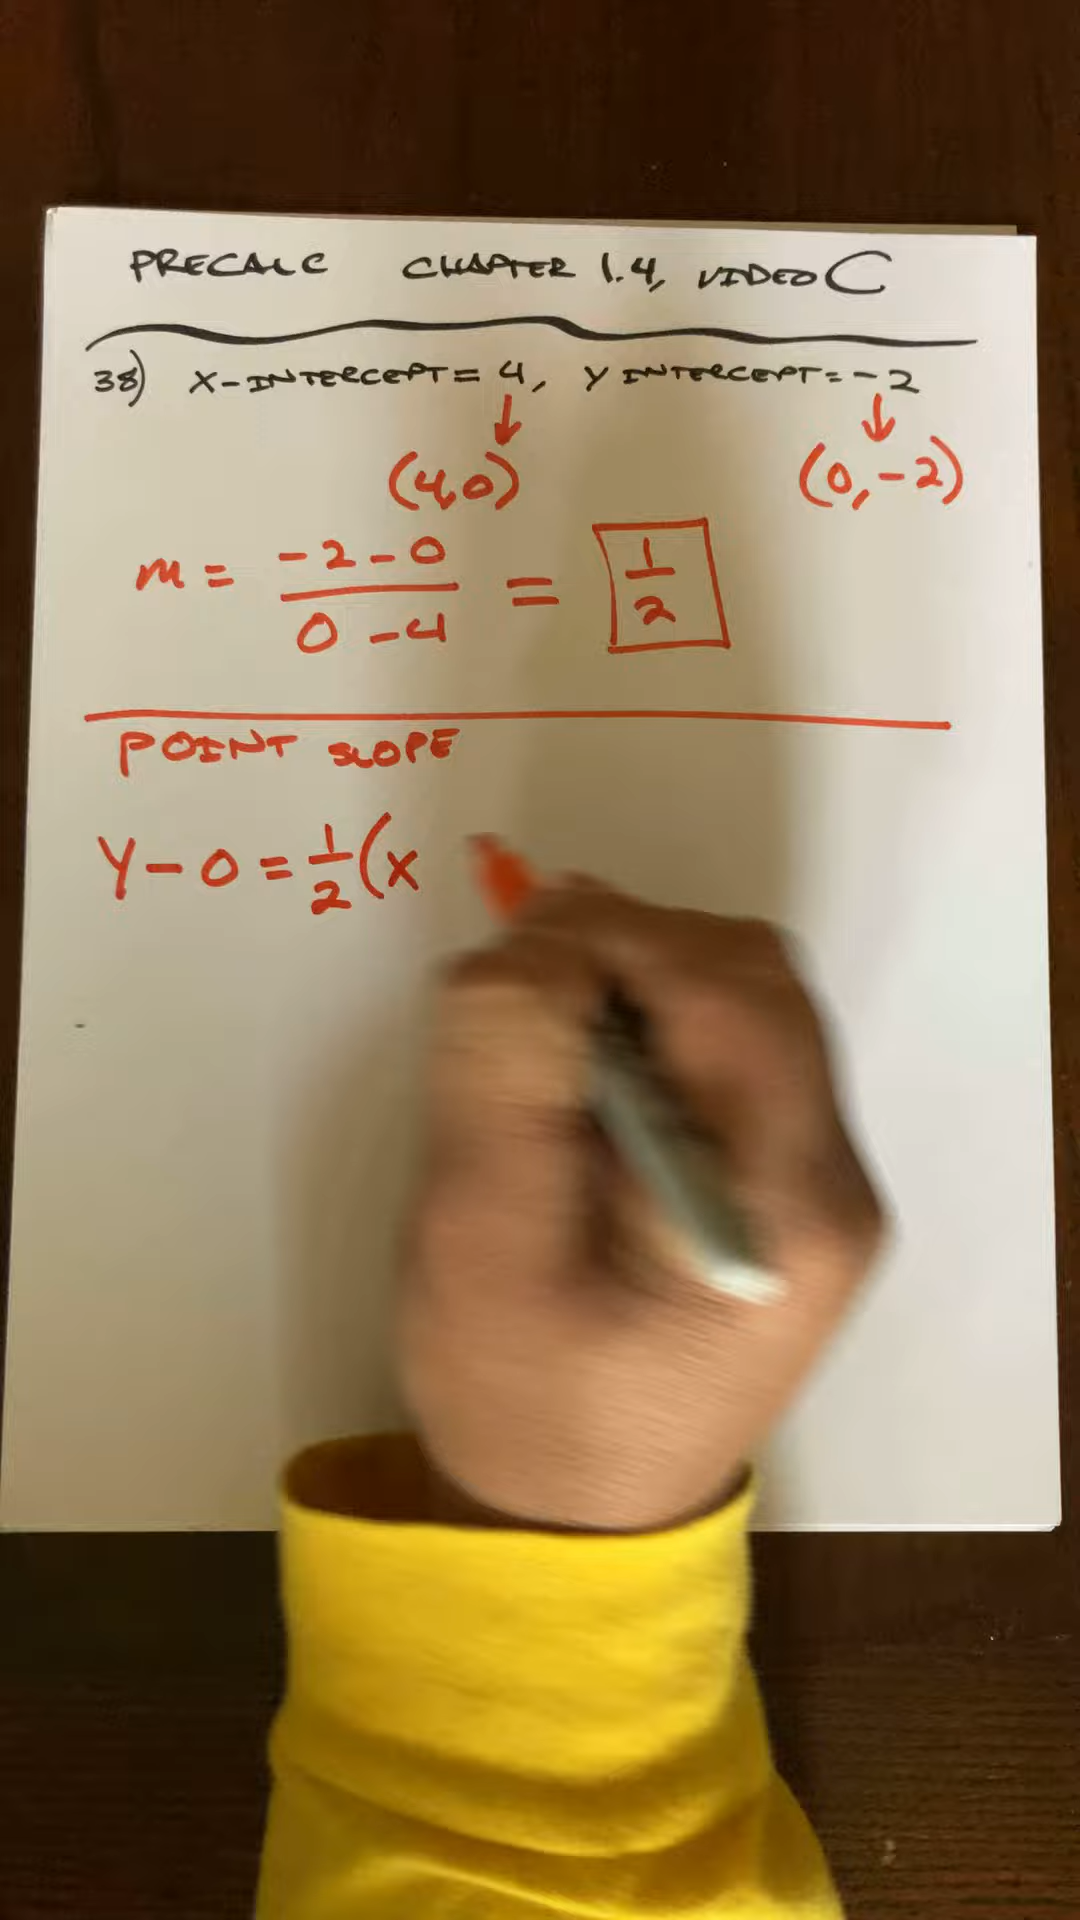 PRECALC CHAPTER 1.4, VIDEO C
38) X-INTERCEPT = 4, Y INTERCEPT = -2
↓ ↓
(4,0) (0,-2)
m = -2-0 / 0-4 = 1/2
POINT SLOPE
Y-0 = 1/2(x